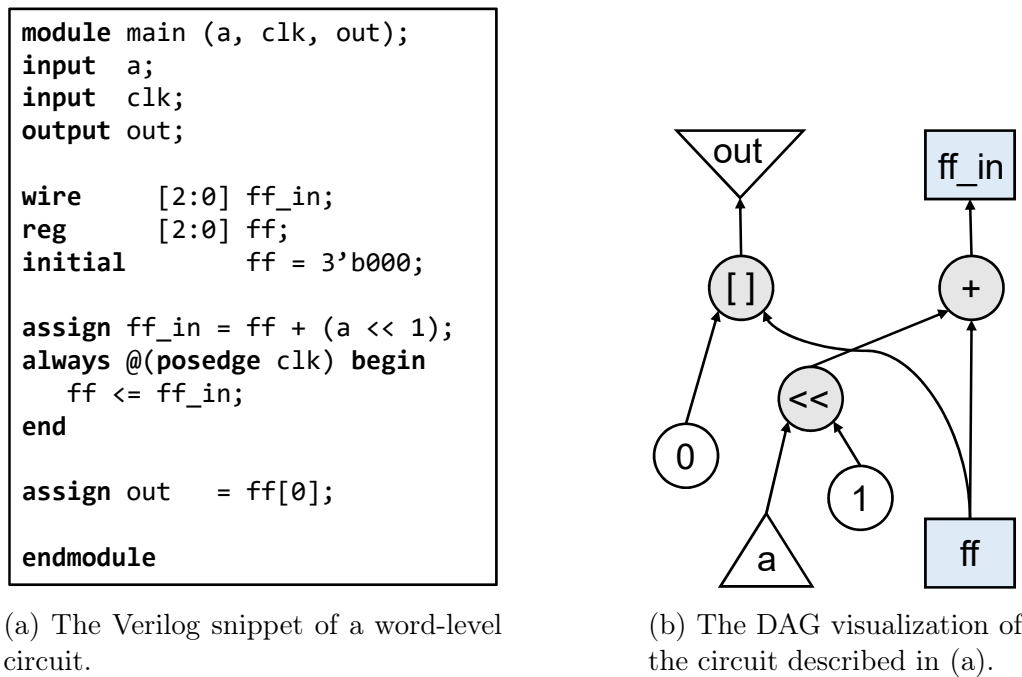 module main (a, clk, out);
input a;
input clk;
output out;
wire [2:0] ff_in;
reg [2:0] ff;
initial ff = 3’b000;
assign ff_in = ff + (a << 1);
always @(posedge clk) begin
ff <= ff_in;
end
assign out = ff[0];
endmodule
(a) The Verilog snippet of a word-level
circuit.
out
ff_in
[ ]
+
<<
0
1
a
ff
(b) The DAG visualization of
the circuit described in (a).